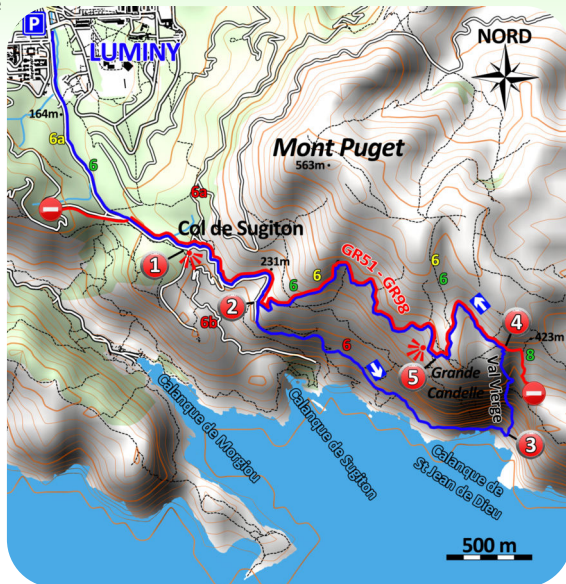 P
LUMINY
NORD
164m
6a
6
Mont Puget
563m
6a
Col de Sugiton
1
231m
2
6
6
GR51 - GR98
6
6
6b
6
4
423m
8
5
Grande
Candelle
Val Vierge
3
Calanque de Morgiou
Calanque de Sugiton
Calanque de
St Jean de Dieu
500 m